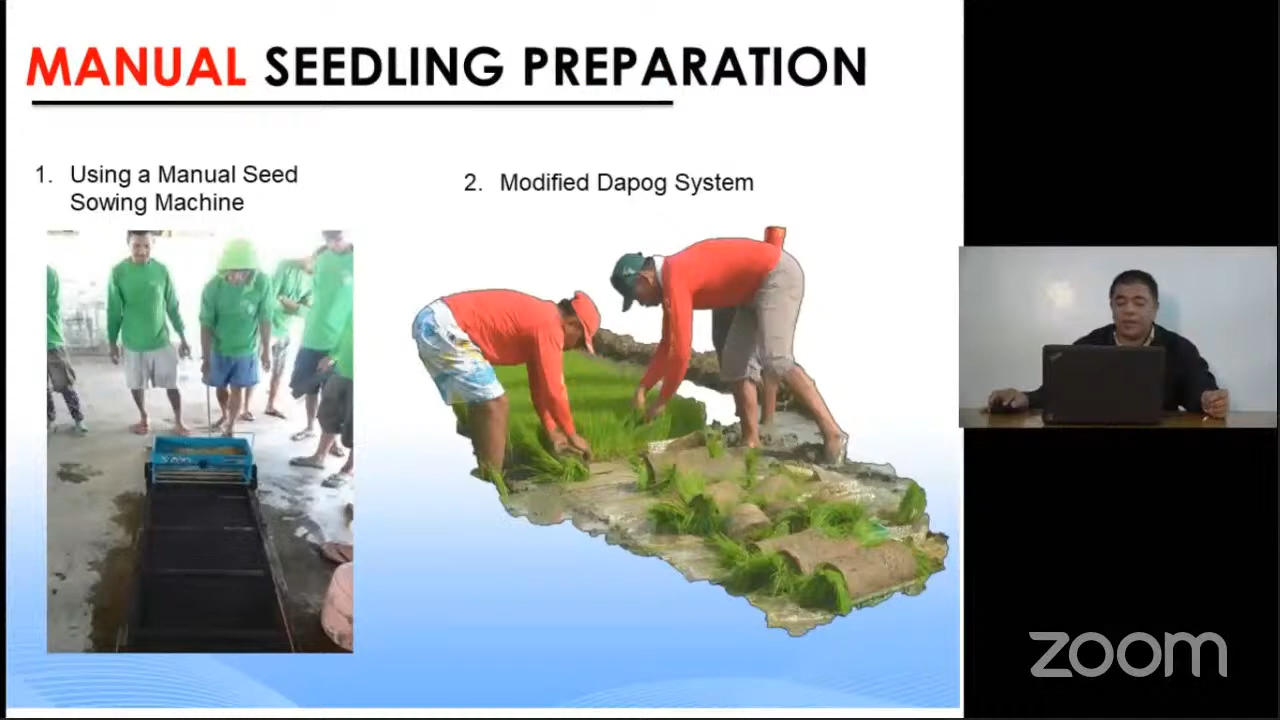 MANUAL SEEDLING PREPARATION
1. Using a Manual Seed
Sowing Machine
2. Modified Dapog System
zoom